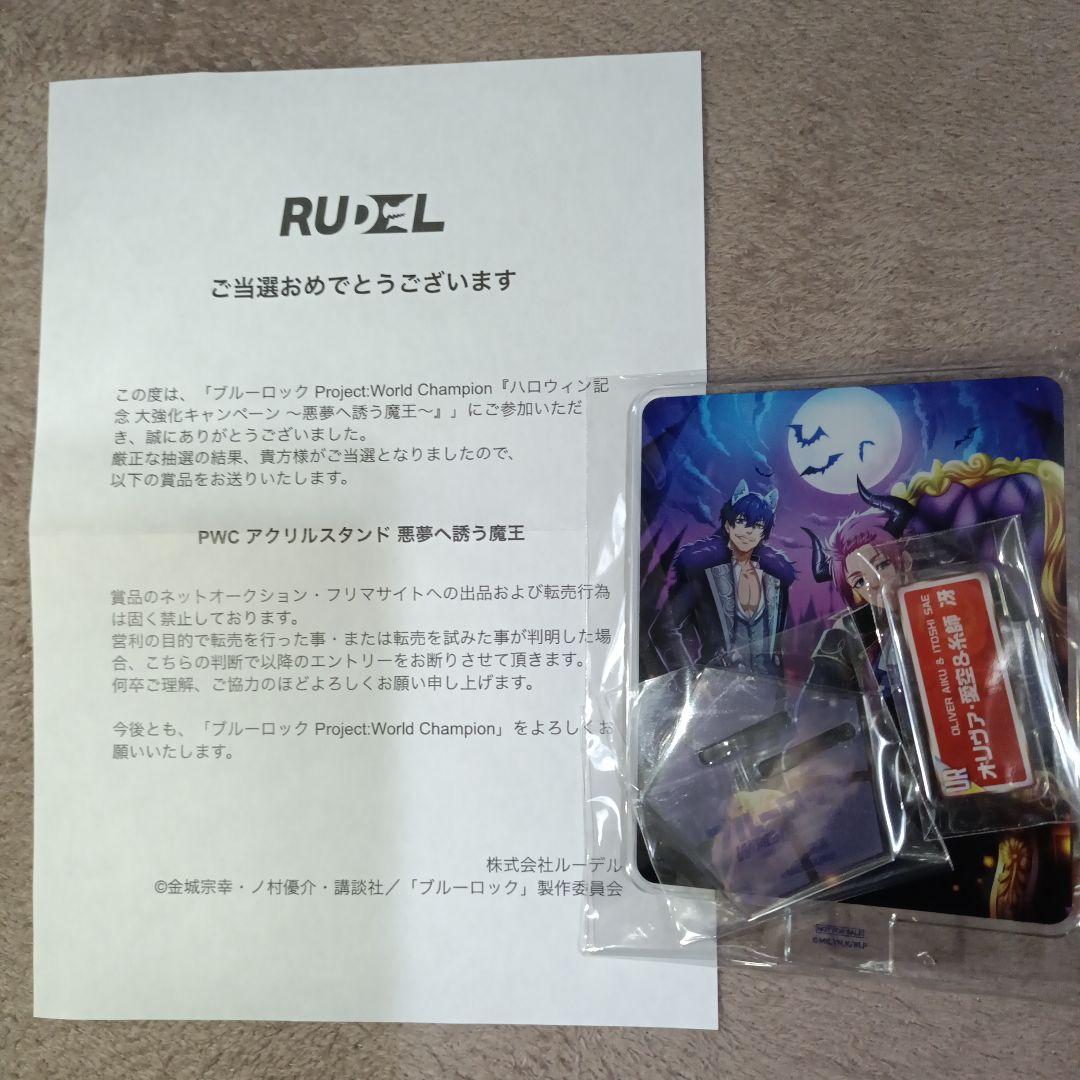 RUDEL
ご当選おめでとうございます
この度は、「ブルーロック Project:World Champion『ハロウィン記
念 大強化キャンペーン 〜悪夢へ誘う魔王〜』」にご参加いただ
き、誠にありがとうございました。
厳正な抽選の結果、貴方様がご当選となりましたので、
以下の賞品をお送りいたします。
PWC アクリルスタンド 悪夢へ誘う魔王
賞品のネットオークション・フリマサイトへの出品および転売行為
は固く禁止しております。
営利の目的で転売を行った事・または転売を試みた事が判明した場
合、こちらの判断で以降のエントリーをお断りさせて頂きます。
何卒ご理解、ご協力のほどよろしくお願い申し上げます。
今後とも、「ブルーロック Project:World Champion」をよろしくお
願いいたします。
株式会社ルーデル
©金城宗幸・ノ村優介・講談社／「ブルーロック」製作委員会
OLIVER AIKU & ITOSHI SAE
UR オリヴァ・愛空&糸師 冴
NOT FOR SALE!
©M.K,Y.N,K/BLP